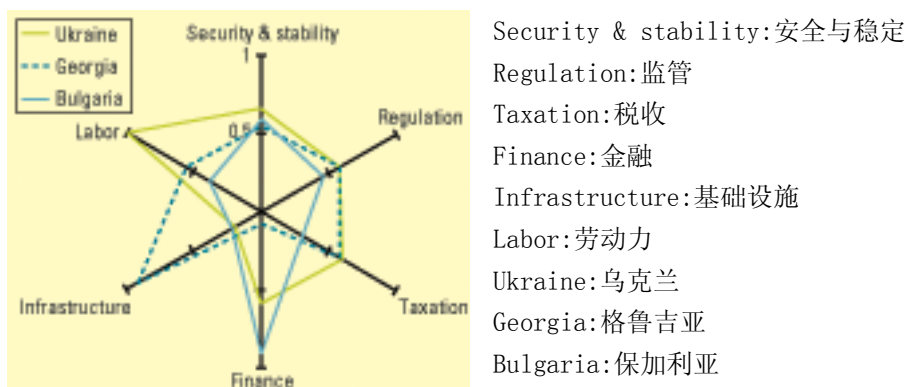 Ukraine
Georgia
Bulgaria
Security & stability
1
Regulation
Labor
0,5
Infrastructure
Taxation
Finance
Security & stability:安全与稳定
Regulation:监管
Taxation:税收
Finance:金融
Infrastructure:基础设施
Labor:劳动力
Ukraine:乌克兰
Georgia:格鲁吉亚
Bulgaria:保加利亚